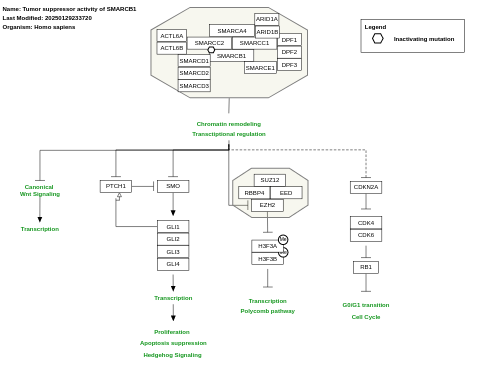 Name: Tumor suppressor activity of SMARCB1
Last Modified: 20250129233720
Organism: Homo sapiens
Legend
Inactivating mutation
ARID1A
ACTL6A
SMARCA4
ARID1B
ACTL6B
SMARCC2
SMARCC1
DPF1
DPF2
SMARCD1
SMARCB1
DPF3
SMARCD2
SMARCE1
SMARCD3
Chromatin remodeling
Transcriptional regulation
Canonical
Wnt Signaling
Transcription
PTCH1
SMO
GLI1
GLI2
GLI3
GLI4
Transcription
Proliferation
Apoptosis suppression
Hedgehog Signaling
SUZ12
RBBP4
EED
EZH2
Me
H3F3A
H3F3B
Transcription
Polycomb pathway
CDKN2A
CDK4
CDK6
RB1
G0/G1 transition
Cell Cycle